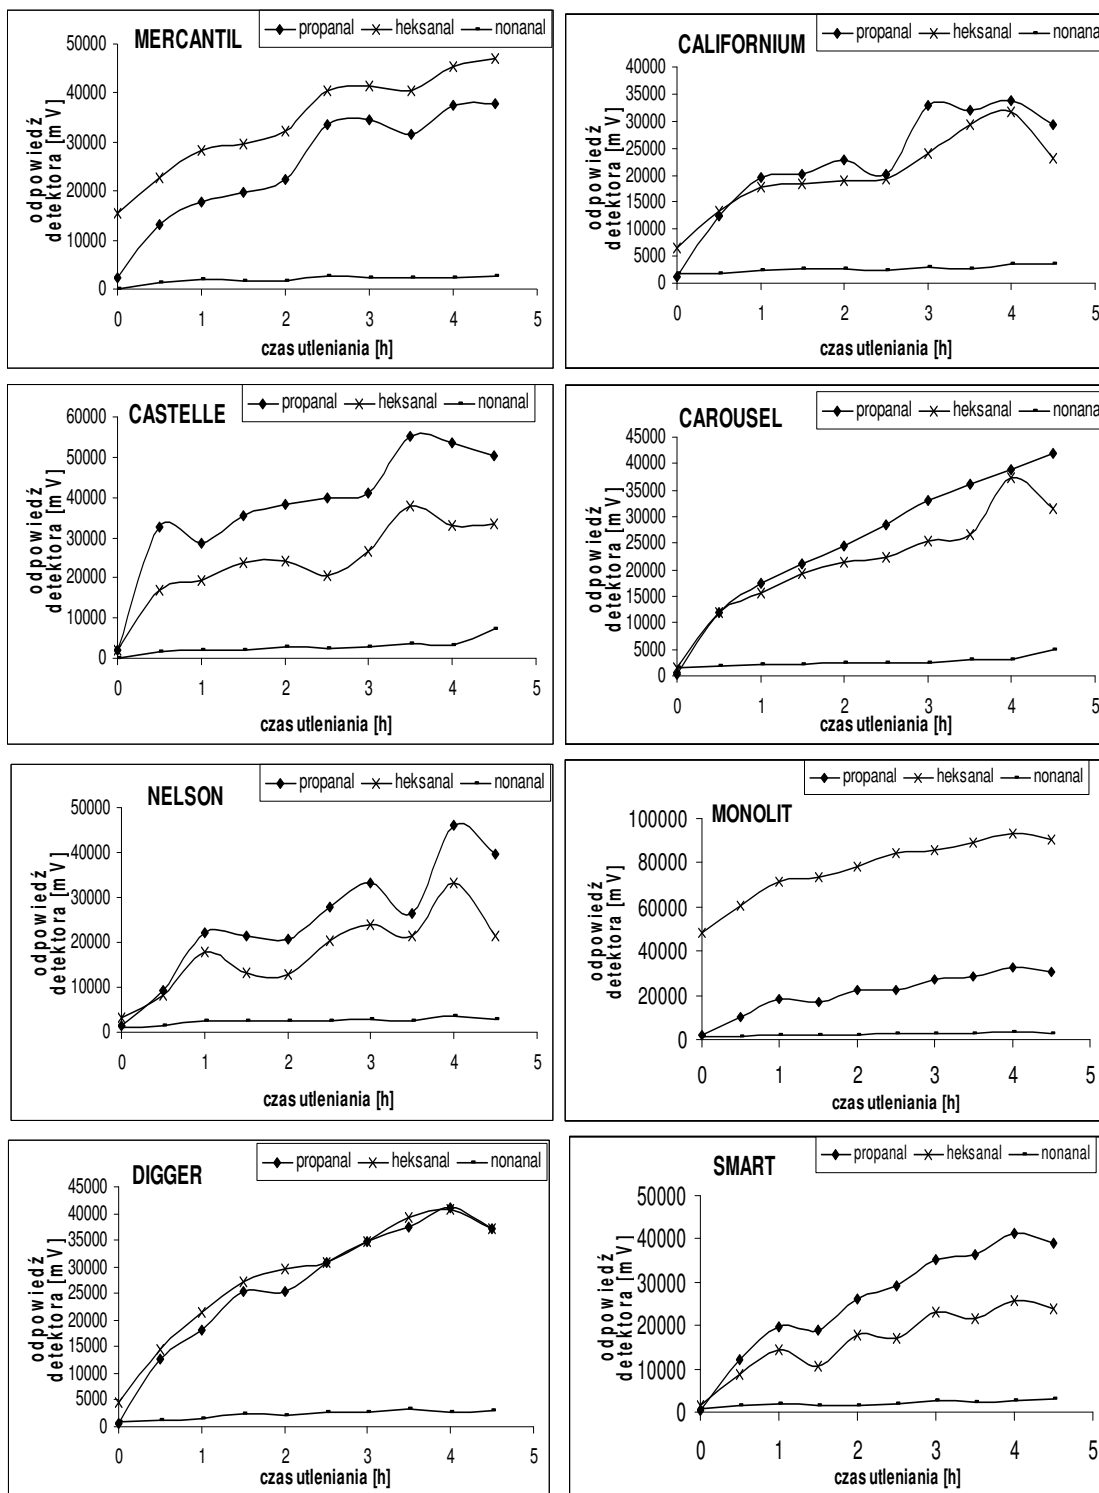 MERCANTIL
propanal heksanal nonanal
odpowiedź
detektora [mV]
50000
40000
30000
20000
10000
0
0 1 2 3 4 5
czas utleniania [h]
CALIFORNIUM
propanal heksanal nonanal
odpowiedź
detektora [mV]
40000
35000
30000
25000
20000
15000
10000
5000
0
0 1 2 3 4 5
czas utleniania [h]
CASTELLE
propanal heksanal nonanal
odpowiedź
detektora [mV]
60000
50000
40000
30000
20000
10000
0
0 1 2 3 4 5
czas utleniania [h]
CAROUSEL
propanal heksanal nonanal
odpowiedź
detektora [mV]
45000
40000
35000
30000
25000
20000
15000
10000
5000
0
0 1 2 3 4 5
czas utleniania [h]
NELSON
propanal heksanal nonanal
odpowiedź
detektora [mV]
50000
40000
30000
20000
10000
0
0 1 2 3 4 5
czas utleniania [h]
MONOLIT
propanal heksanal nonanal
odpowiedź
detektora [mV]
100000
80000
60000
40000
20000
0
0 1 2 3 4 5
czas utleniania [h]
DIGGER
propanal heksanal nonanal
odpowiedź
detektora [mV]
45000
40000
35000
30000
25000
20000
15000
10000
5000
0
0 1 2 3 4 5
czas utleniania [h]
SMART
propanal heksanal nonanal
odpowiedź
detektora [mV]
50000
40000
30000
20000
10000
0
0 1 2 3 4 5
czas utleniania [h]